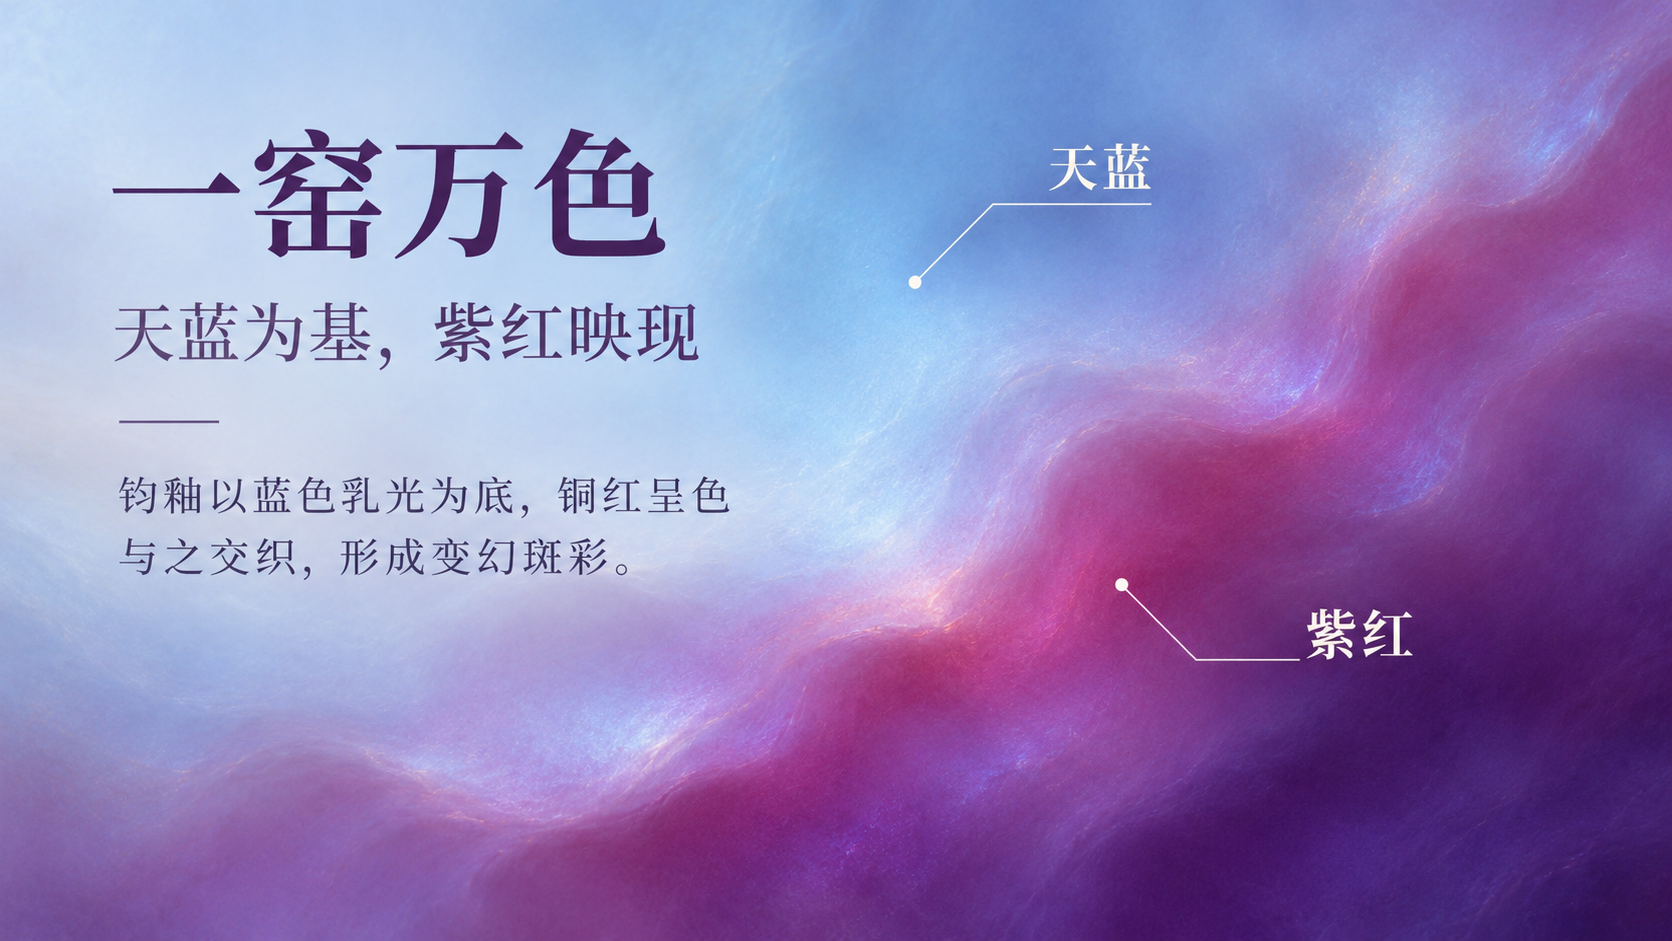 一窑万色
天蓝为基，紫红映现
钧釉以蓝色乳光为底，铜红呈色
与之交织，形成变幻斑彩。
天蓝
紫红